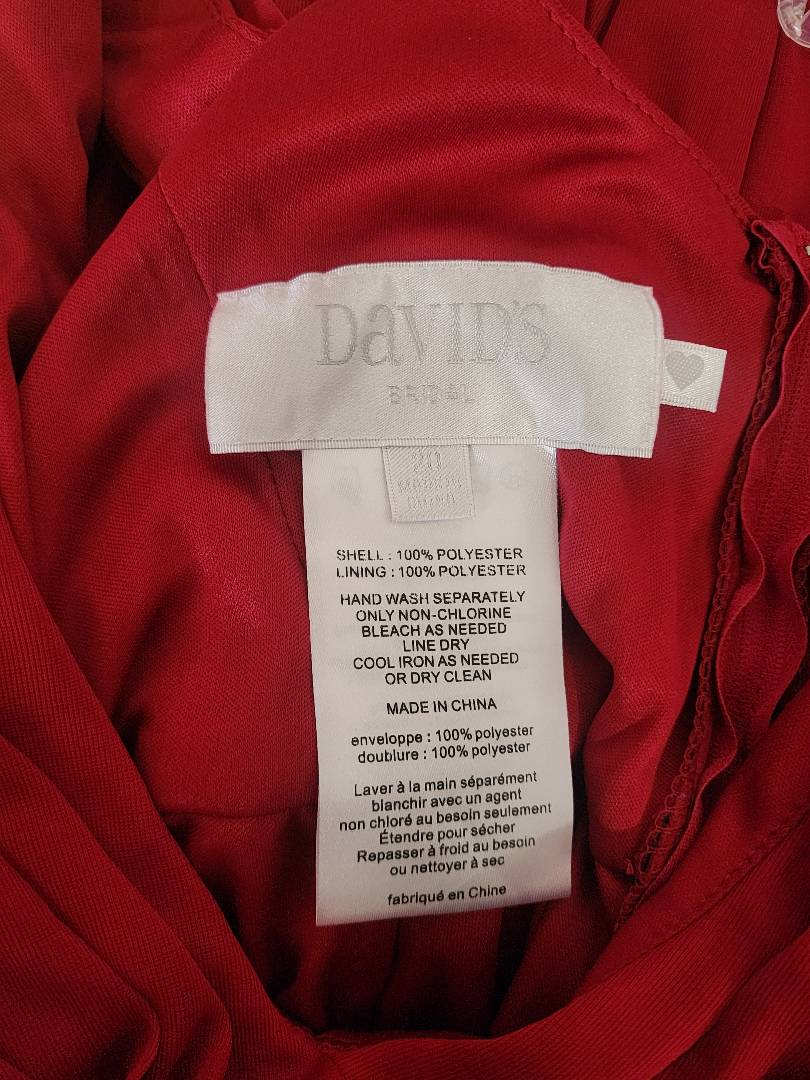 DaVID'S
BRIDAL
20
MADE IN
CHINA
SHELL : 100% POLYESTER
LINING : 100% POLYESTER
HAND WASH SEPARATELY
ONLY NON-CHLORINE
BLEACH AS NEEDED
LINE DRY
COOL IRON AS NEEDED
OR DRY CLEAN
MADE IN CHINA
enveloppe : 100% polyester
doublure : 100% polyester
Laver à la main séparément
blanchir avec un agent
non chloré au besoin seulement
Étendre pour sécher
Repasser à froid au besoin
ou nettoyer à sec
fabriqué en Chine